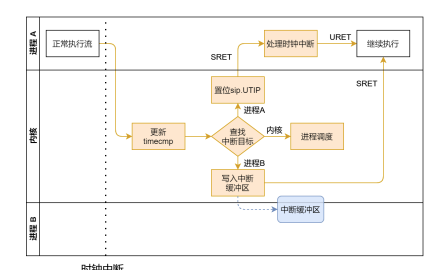 进程 A
正常执行流
处理时钟中断
URET
继续执行
SRET
SRET
内核
置位sip.UTIP
进程A
更新
timecmp
查找
中断目标
内核
进程调度
进程B
写入中断
缓冲区
中断缓冲区
进程 B
时钟中断